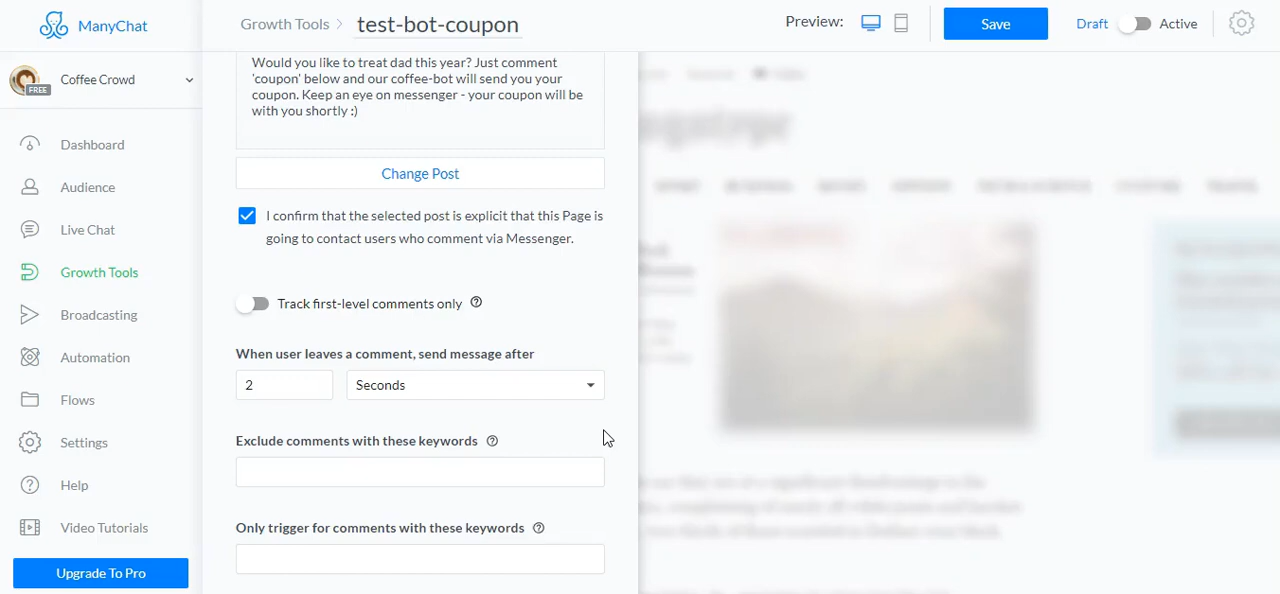 ManyChat
Growth Tools
test-bot-coupon
Preview:
Save
Draft
Active
Coffee Crowd
FREE
Dashboard
Audience
Live Chat
Growth Tools
Broadcasting
Automation
Flows
Settings
Help
Video Tutorials
Upgrade To Pro
Would you like to treat dad this year? Just comment
'coupon' below and our coffee-bot will send you your
coupon. Keep an eye on messenger - your coupon will be
with you shortly :)
Change Post
I confirm that the selected post is explicit that this Page is
going to contact users who comment via Messenger.
Track first-level comments only
When user leaves a comment, send message after
2
Seconds
Exclude comments with these keywords
Only trigger for comments with these keywords